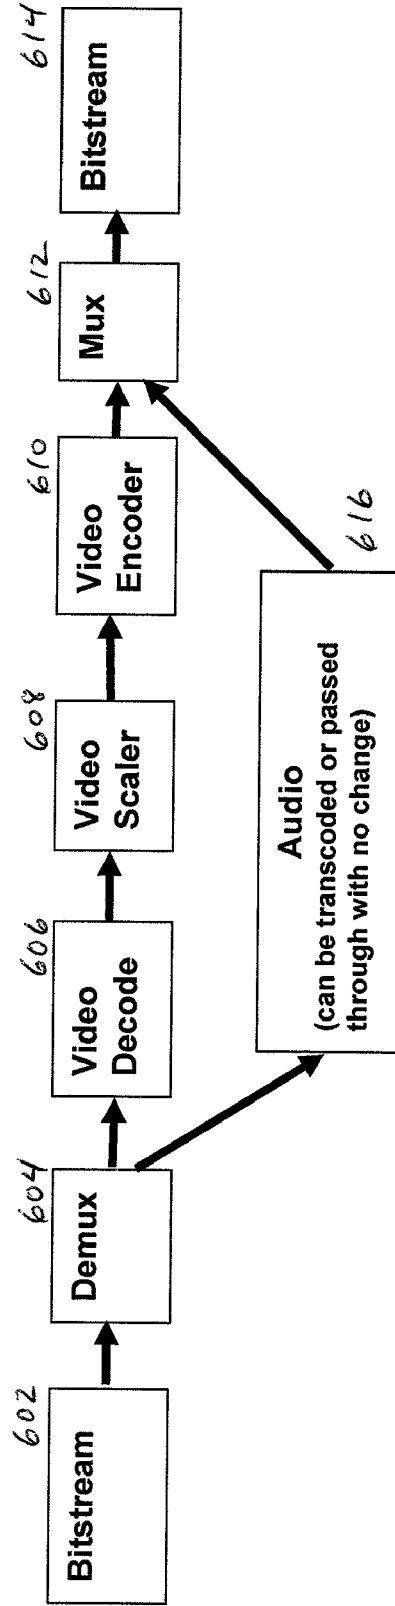 602
Bitstream
604
Demux
606
Video
Decode
608
Video
Scaler
610
Video
Encoder
612
Mux
614
Bitstream
Audio
(can be transcoded or passed
through with no change)
616